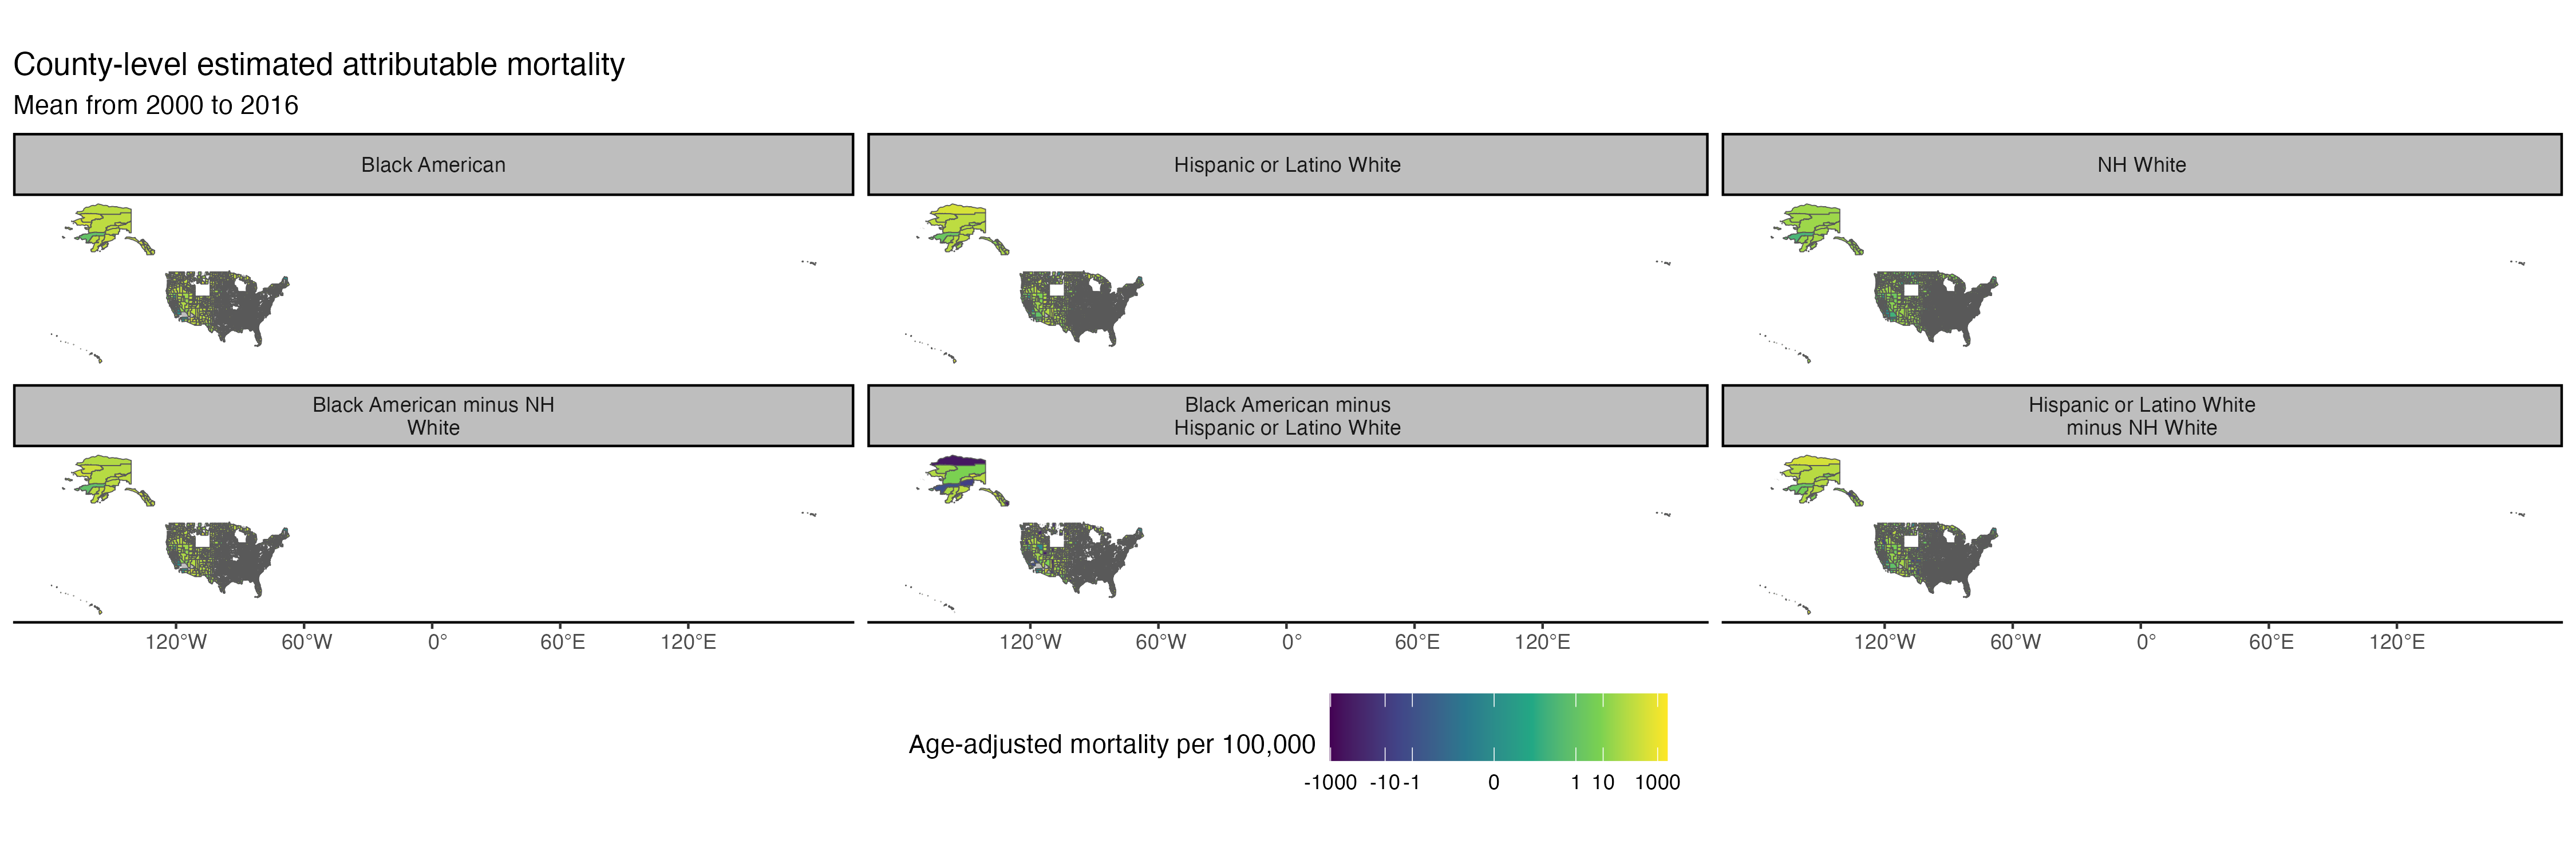 County-level estimated attributable mortality
Mean from 2000 to 2016
Black American
Hispanic or Latino White
NH White
Black American minus NH
White
Black American minus
Hispanic or Latino White
Hispanic or Latino White
minus NH White
120°W 60°W 0° 60°E 120°E
120°W 60°W 0° 60°E 120°E
120°W 60°W 0° 60°E 120°E
Age-adjusted mortality per 100,000
-1000 -10 -1 0 1 10 1000